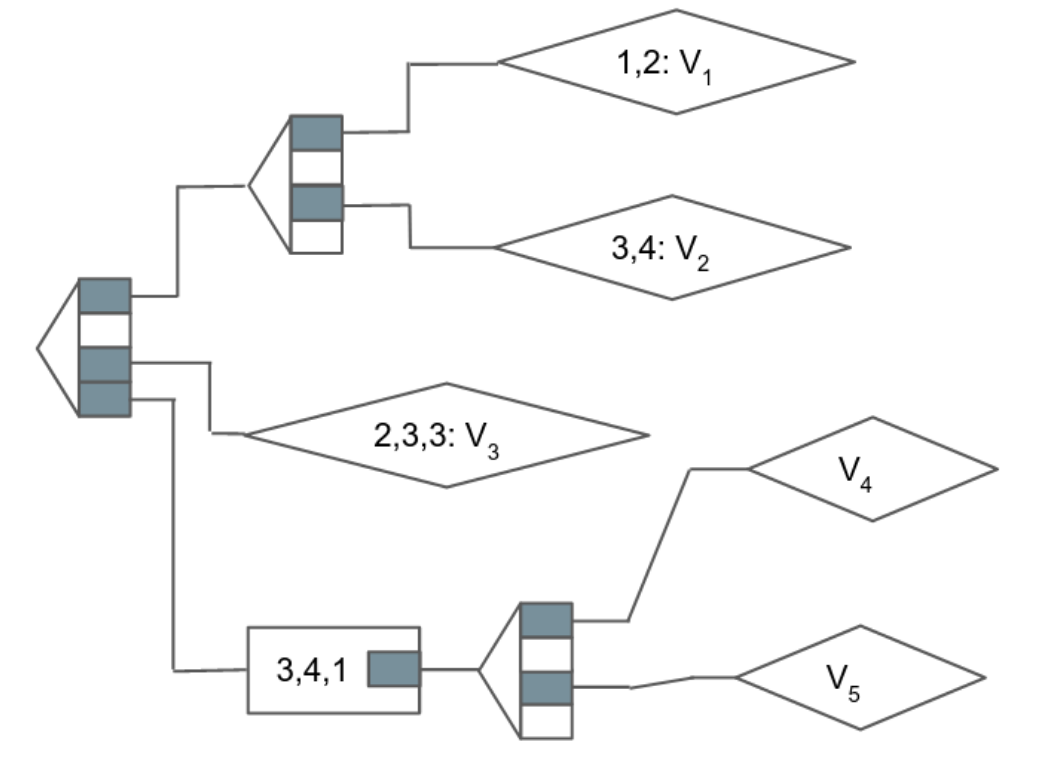 1,2: V₁
3,4: V₂
2,3,3: V₃
V₄
3,4,1
V₅